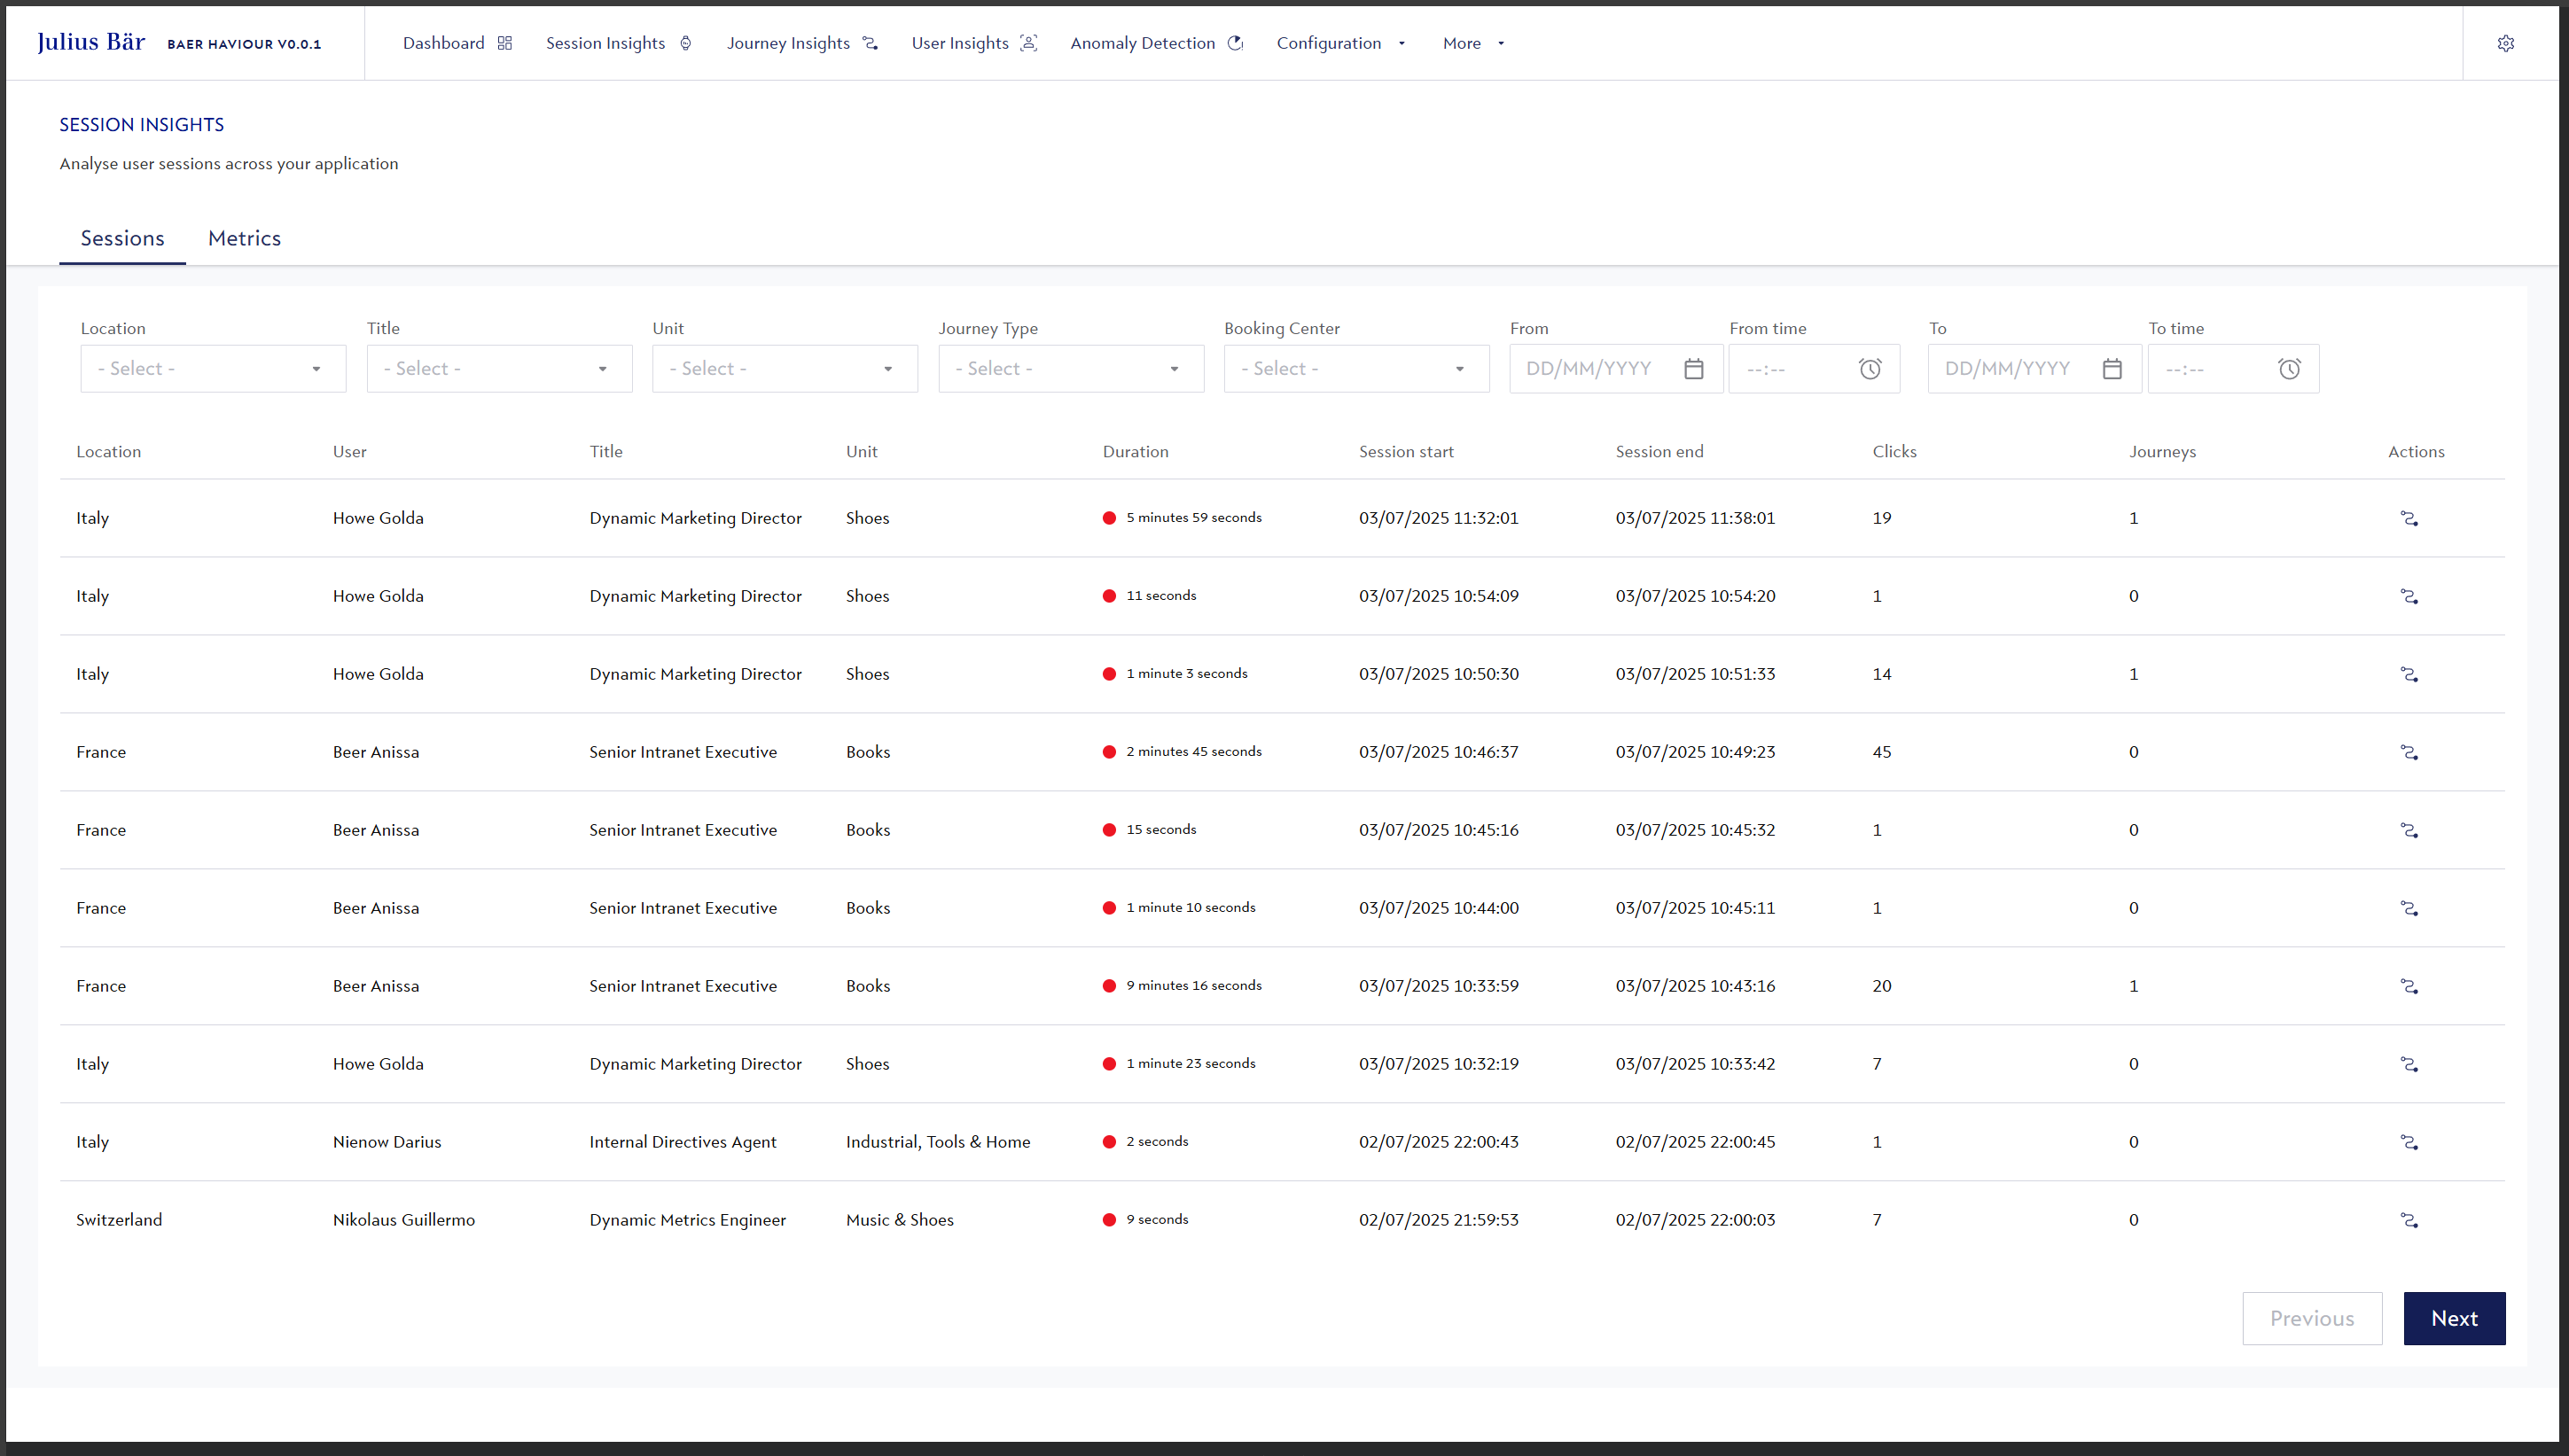 Julius Bär BAER HAVIOUR V0.0.1 Dashboard Session Insights Journey Insights User Insights Anomaly Detection Configuration More
SESSION INSIGHTS
Analyse user sessions across your application
Sessions Metrics
Location Title Unit Journey Type Booking Center From From time To To time
- Select - - Select - - Select - - Select - - Select - DD/MM/YYYY --:-- DD/MM/YYYY --:--
Location User Title Unit Duration Session start Session end Clicks Journeys Actions
Italy Howe Golda Dynamic Marketing Director Shoes 5 minutes 59 seconds 03/07/2025 11:32:01 03/07/2025 11:38:01 19 1
Italy Howe Golda Dynamic Marketing Director Shoes 11 seconds 03/07/2025 10:54:09 03/07/2025 10:54:20 1 0
Italy Howe Golda Dynamic Marketing Director Shoes 1 minute 3 seconds 03/07/2025 10:50:30 03/07/2025 10:51:33 14 1
France Beer Anissa Senior Intranet Executive Books 2 minutes 45 seconds 03/07/2025 10:46:37 03/07/2025 10:49:23 45 0
France Beer Anissa Senior Intranet Executive Books 15 seconds 03/07/2025 10:45:16 03/07/2025 10:45:32 1 0
France Beer Anissa Senior Intranet Executive Books 1 minute 10 seconds 03/07/2025 10:44:00 03/07/2025 10:45:11 1 0
France Beer Anissa Senior Intranet Executive Books 9 minutes 16 seconds 03/07/2025 10:33:59 03/07/2025 10:43:16 20 1
Italy Howe Golda Dynamic Marketing Director Shoes 1 minute 23 seconds 03/07/2025 10:32:19 03/07/2025 10:33:42 7 0
Italy Nienow Darius Internal Directives Agent Industrial, Tools & Home 2 seconds 02/07/2025 22:00:43 02/07/2025 22:00:45 1 0
Switzerland Nikolaus Guillermo Dynamic Metrics Engineer Music & Shoes 9 seconds 02/07/2025 21:59:53 02/07/2025 22:00:03 7 0
Previous Next